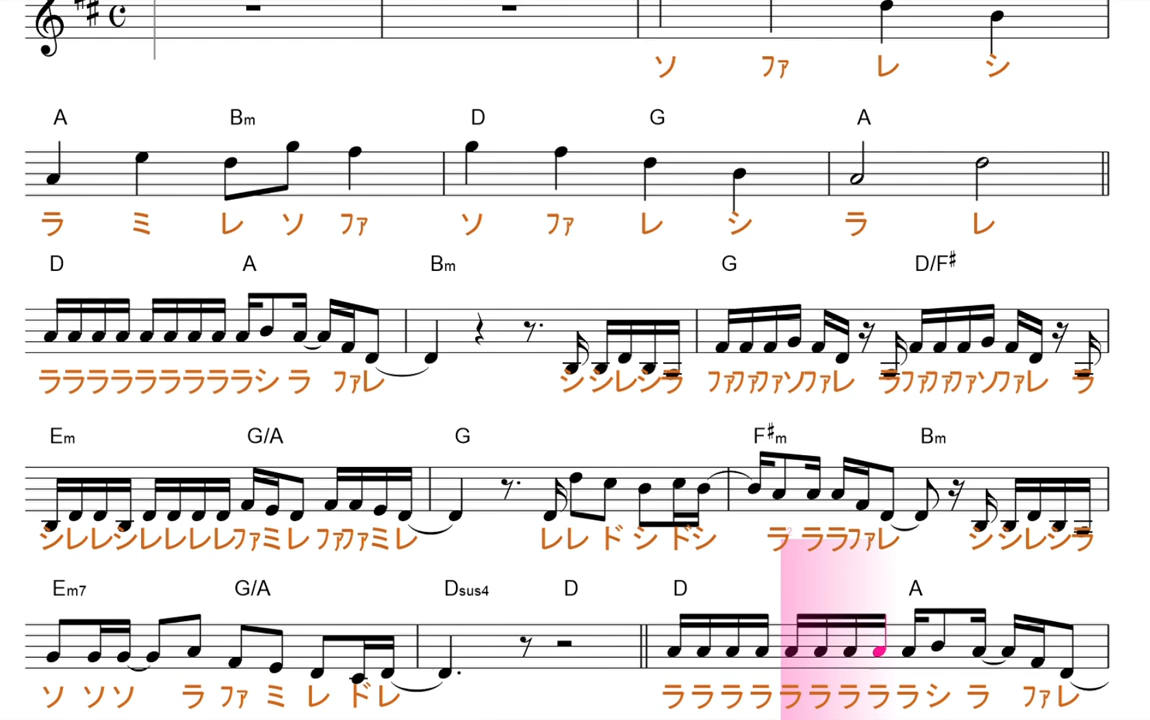 ソ ファ レ シ
A Bm D G A
ラ ミ レ ソ ファ ソ ファ レ シ ラ レ
D A Bm G D/F♯
ラララララララララシ ラ ファレ シシレシラ ファファファソファレ ラファファファソファレ ラ
Em G/A G F♯m Bm
シレレシレレレレファミレ ファファミレ レレ ド シ ドシ ラ ララファレ シシレシラ
Em7 G/A Dsus4 D D A
ソ ソソ ラ ファ ミ レ ドレ ラララララララララシ ラ ファレ